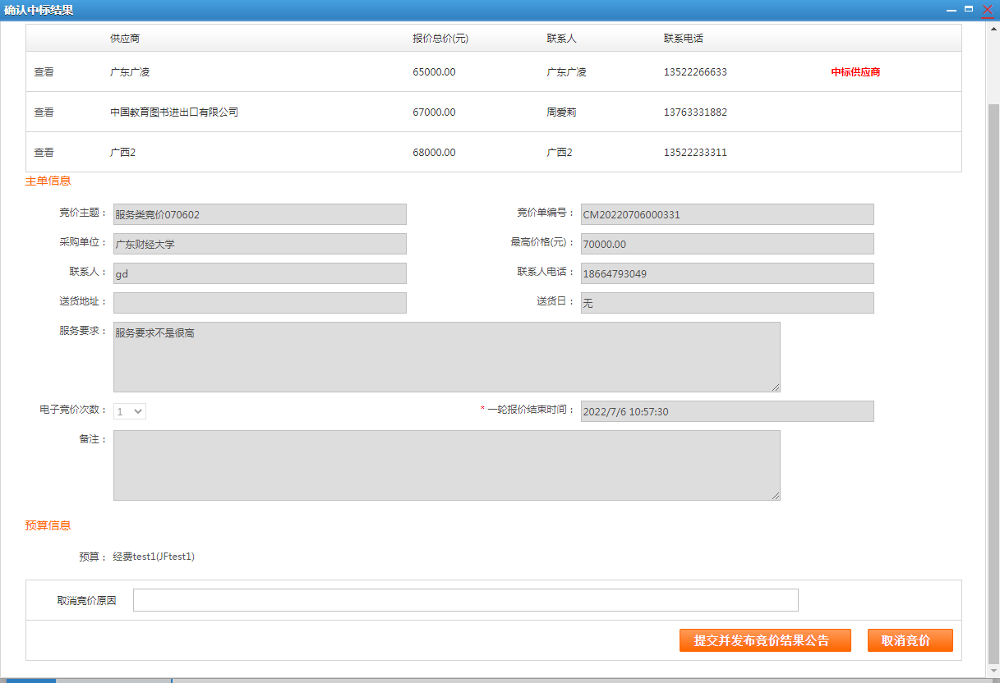 确认中标结果
供应商 报价总价(元) 联系人 联系电话
查看 广东广凌 65000.00 广东广凌 13522266633 中标供应商
查看 中国教育图书进出口有限公司 67000.00 周爱莉 13763331882
查看 广西2 68000.00 广西2 13522233311
主单信息
竞价主题： 服务类竞价070602 竞价单编号： CM20220706000331
采购单位： 广东财经大学 最高价格(元)： 70000.00
联系人： gd 联系人电话： 18664793049
送货地址： 送货日： 无
服务要求： 服务要求不是很高
电子竞价次数： 1 * 一轮报价结束时间： 2022/7/6 10:57:30
备注：
预算信息
预算： 经费test1(JFtest1)
取消竞价原因
提交并发布竞价结果公告 取消竞价